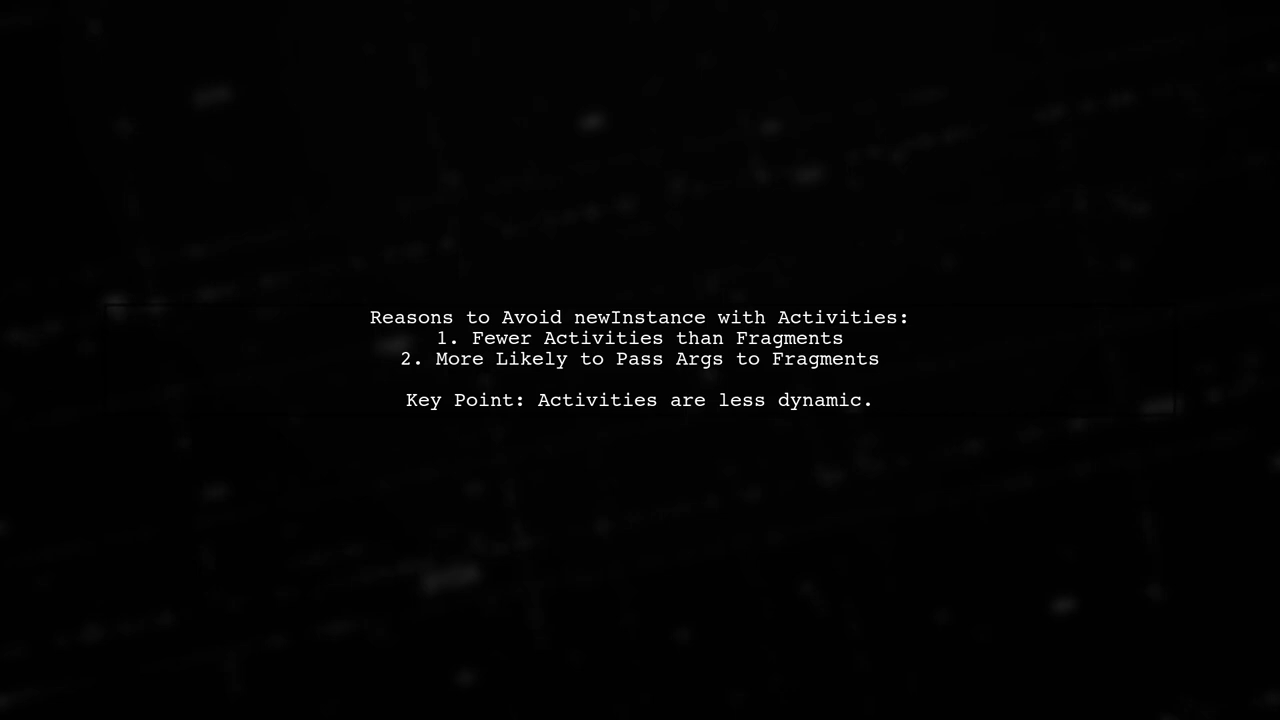 Reasons to Avoid newInstance with Activities:
1. Fewer Activities than Fragments
2. More Likely to Pass Args to Fragments
Key Point: Activities are less dynamic.